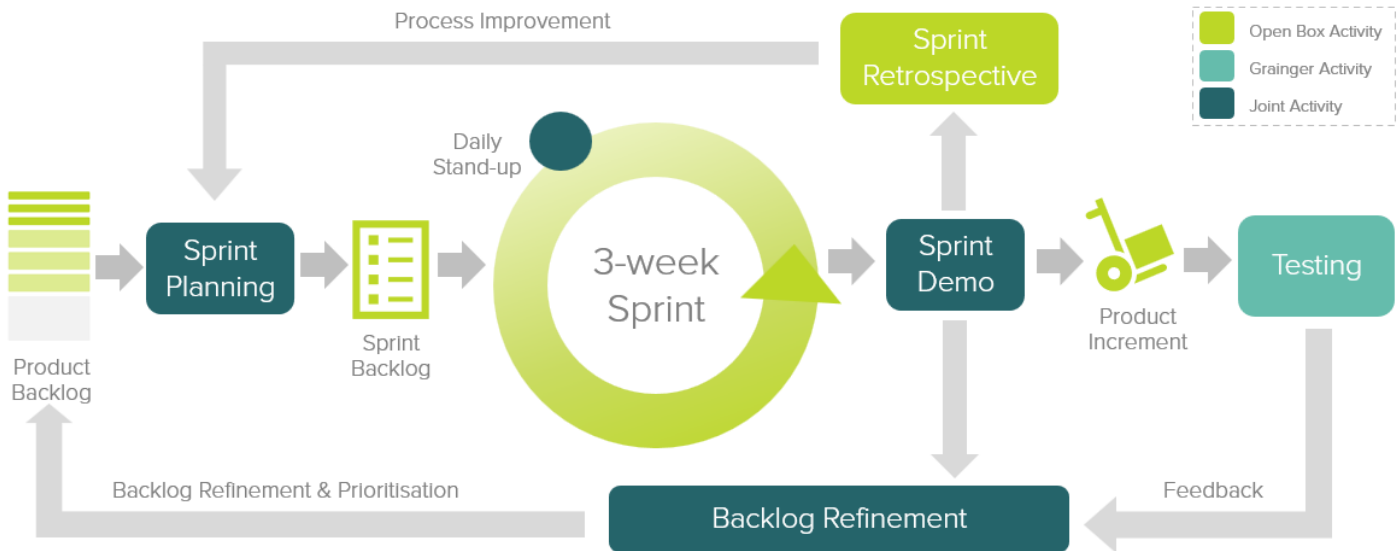 Process Improvement
Sprint
Retrospective
Open Box Activity
Grainger Activity
Joint Activity
Daily
Stand-up
Sprint
Planning
3-week
Sprint
Sprint
Demo
Testing
Product
Increment
Sprint
Backlog
Product
Backlog
Backlog Refinement & Prioritisation
Backlog Refinement
Feedback